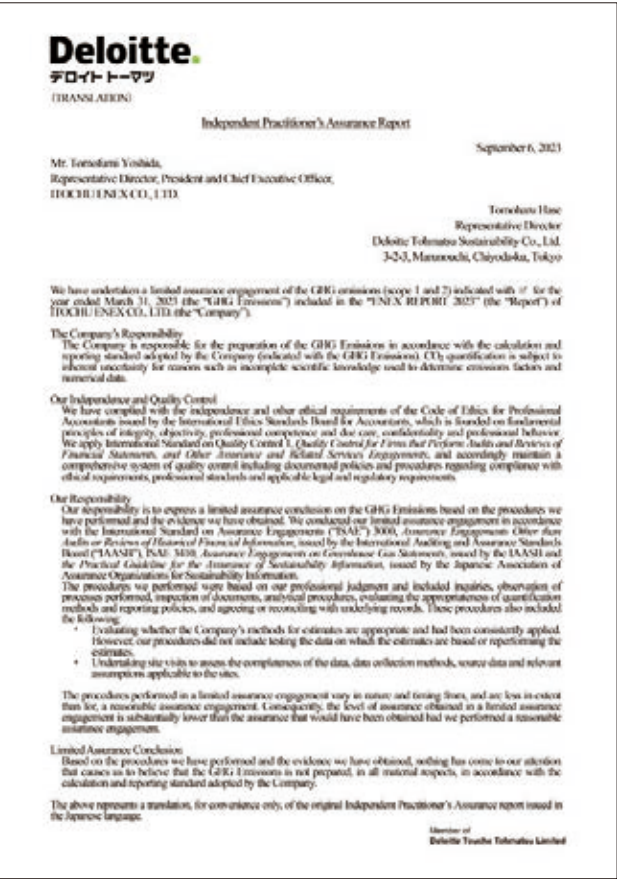 Deloitte.
デロイト トーマツ
(TRANSLATION)
Independent Practitioner's Assurance Report
September 6, 2023
Mr. Tomofumi Yoshida,
Representative Director, President and Chief Executive Officer,
ITOCHU ENEX CO., LTD.
Tomoharu Hase
Representative Director
Deloitte Tohmatsu Sustainability Co., Ltd.
3-2-3, Marunouchi, Chiyoda-ku, Tokyo
We have undertaken a limited assurance engagement of the GHG emissions (scope 1 and 2) indicated with for the
year ended March 31, 2023 (the "GHG Emissions") included in the "ENEX REPORT 2023" (the "Report") of
ITOCHU ENEX CO., LTD. (the "Company").
The Company's Responsibility
The Company is responsible for the preparation of the GHG Emissions in accordance with the calculation and
reporting standard adopted by the Company (indicated with the GHG Emissions). CO₂ quantification is subject to
inherent uncertainty for reasons such as incomplete scientific knowledge used to determine emissions factors and
numerical data.
Our Independence and Quality Control
We have complied with the independence and other ethical requirements of the Code of Ethics for Professional
Accountants issued by the International Ethics Standards Board for Accountants, which is founded on fundamental
principles of integrity, objectivity, professional competence and due care, confidentiality and professional behavior.
We apply International Standard on Quality Control 1, Quality Control for Firms that Perform Audits and Reviews of
Financial Statements, and Other Assurance and Related Services Engagements, and accordingly maintain a
comprehensive system of quality control including documented policies and procedures regarding compliance with
ethical requirements, professional standards and applicable legal and regulatory requirements.
Our Responsibility
Our responsibility is to express a limited assurance conclusion on the GHG Emissions based on the procedures we
have performed and the evidence we have obtained. We conducted our limited assurance engagement in accordance
with the International Standard on Assurance Engagements ("ISAE") 3000, Assurance Engagements Other than
Audits or Reviews of Historical Financial Information, issued by the International Auditing and Assurance Standards
Board ("IAASB"), ISAE 3410, Assurance Engagements on Greenhouse Gas Statements, issued by the IAASB and
the Practical Guideline for the Assurance of Sustainability Information, issued by the Japanese Association of
Assurance Organizations for Sustainability Information.
The procedures we performed were based on our professional judgment and included inquiries, observation of
processes performed, inspection of documents, analytical procedures, evaluating the appropriateness of quantification
methods and reporting policies, and agreeing or reconciling with underlying records. These procedures also included
the following:
• Evaluating whether the Company's methods for estimates are appropriate and had been consistently applied.
However, our procedures did not include testing the data on which the estimates are based or reperforming the
estimates.
• Undertaking site visits to assess the completeness of the data, data collection methods, source data and relevant
assumptions applicable to the sites.
The procedures performed in a limited assurance engagement vary in nature and timing from, and are less in extent
than for, a reasonable assurance engagement. Consequently, the level of assurance obtained in a limited assurance
engagement is substantially lower than the assurance that would have been obtained had we performed a reasonable
assurance engagement.
Limited Assurance Conclusion
Based on the procedures we have performed and the evidence we have obtained, nothing has come to our attention
that causes us to believe that the GHG Emissions is not prepared, in all material respects, in accordance with the
calculation and reporting standard adopted by the Company.
The above represents a translation, for convenience only, of the original Independent Practitioner's Assurance report issued in
the Japanese language.
Member of
Deloitte Touche Tohmatsu Limited